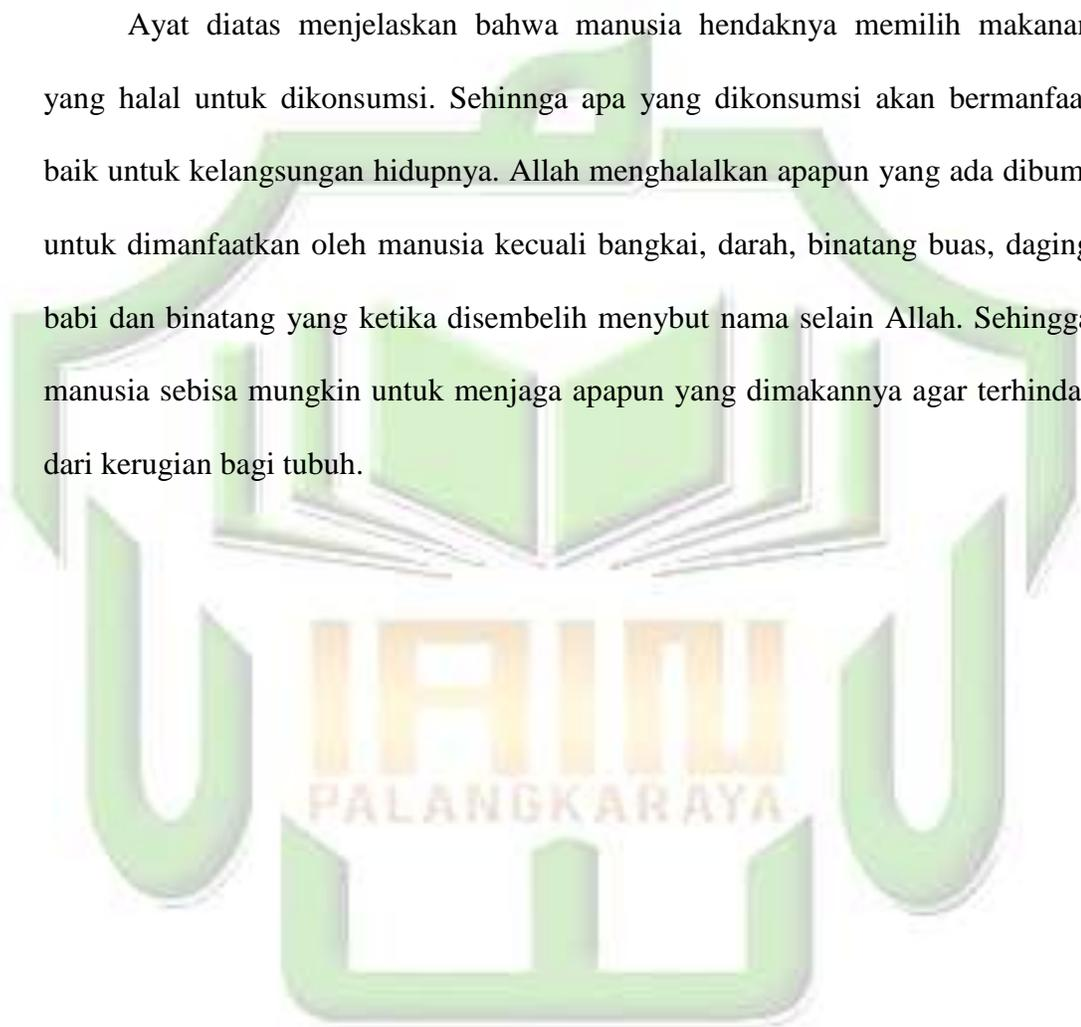 Ayat diatas menjelaskan bahwa manusia hendaknya memilih makanan
yang halal untuk dikonsumsi. Sehinnga apa yang dikonsumsi akan bermanfaat
baik untuk kelangsungan hidupnya. Allah menghalalkan apapun yang ada dibumi
untuk dimanfaatkan oleh manusia kecuali bangkai, darah, binatang buas, daging
babi dan binatang yang ketika disembelih menybut nama selain Allah. Sehingga
manusia sebisa mungkin untuk menjaga apapun yang dimakannya agar terhindar
dari kerugian bagi tubuh.
IAIN
PALANGKARAYA